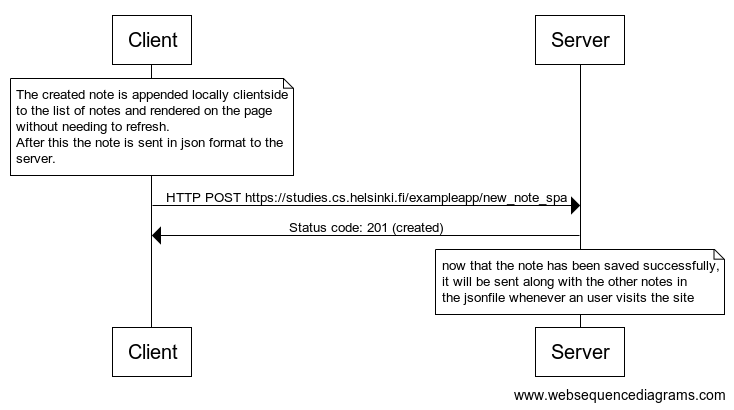 Client
Server
The created note is appended locally clientside
to the list of notes and rendered on the page
without needing to refresh.
After this the note is sent in json format to the
server.
HTTP POST https://studies.cs.helsinki.fi/exampleapp/new_note_spa
Status code: 201 (created)
now that the note has been saved successfully,
it will be sent along with the other notes in
the jsonfile whenever an user visits the site
Client
Server
www.websequencediagrams.com